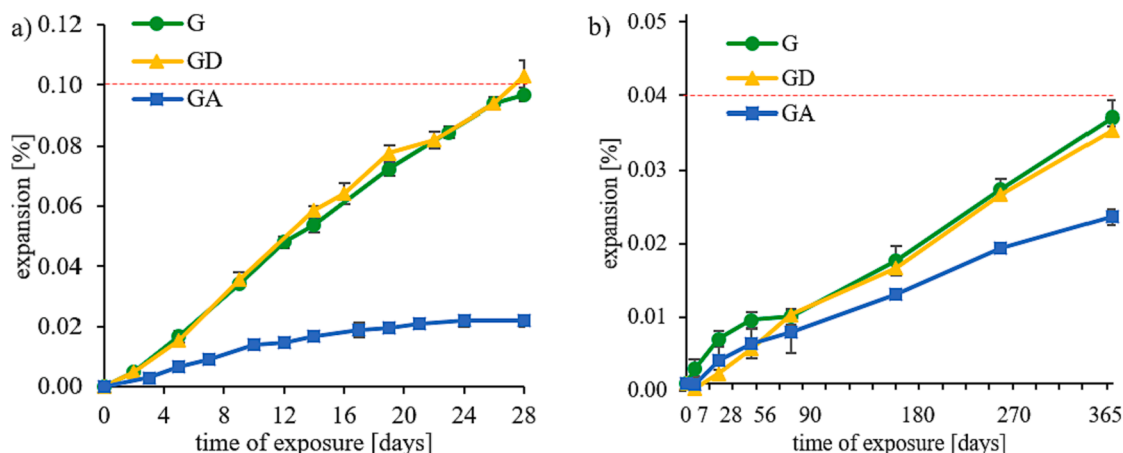 a)
expansion [%]
0.12
0.10
0.08
0.06
0.04
0.02
0.00
G
GD
GA
0 4 8 12 16 20 24 28
time of exposure [days]
b)
expansion [%]
0.05
0.04
0.03
0.02
0.01
0.00
G
GD
GA
0 7 28 56 90 180 270 365
time of exposure [days]